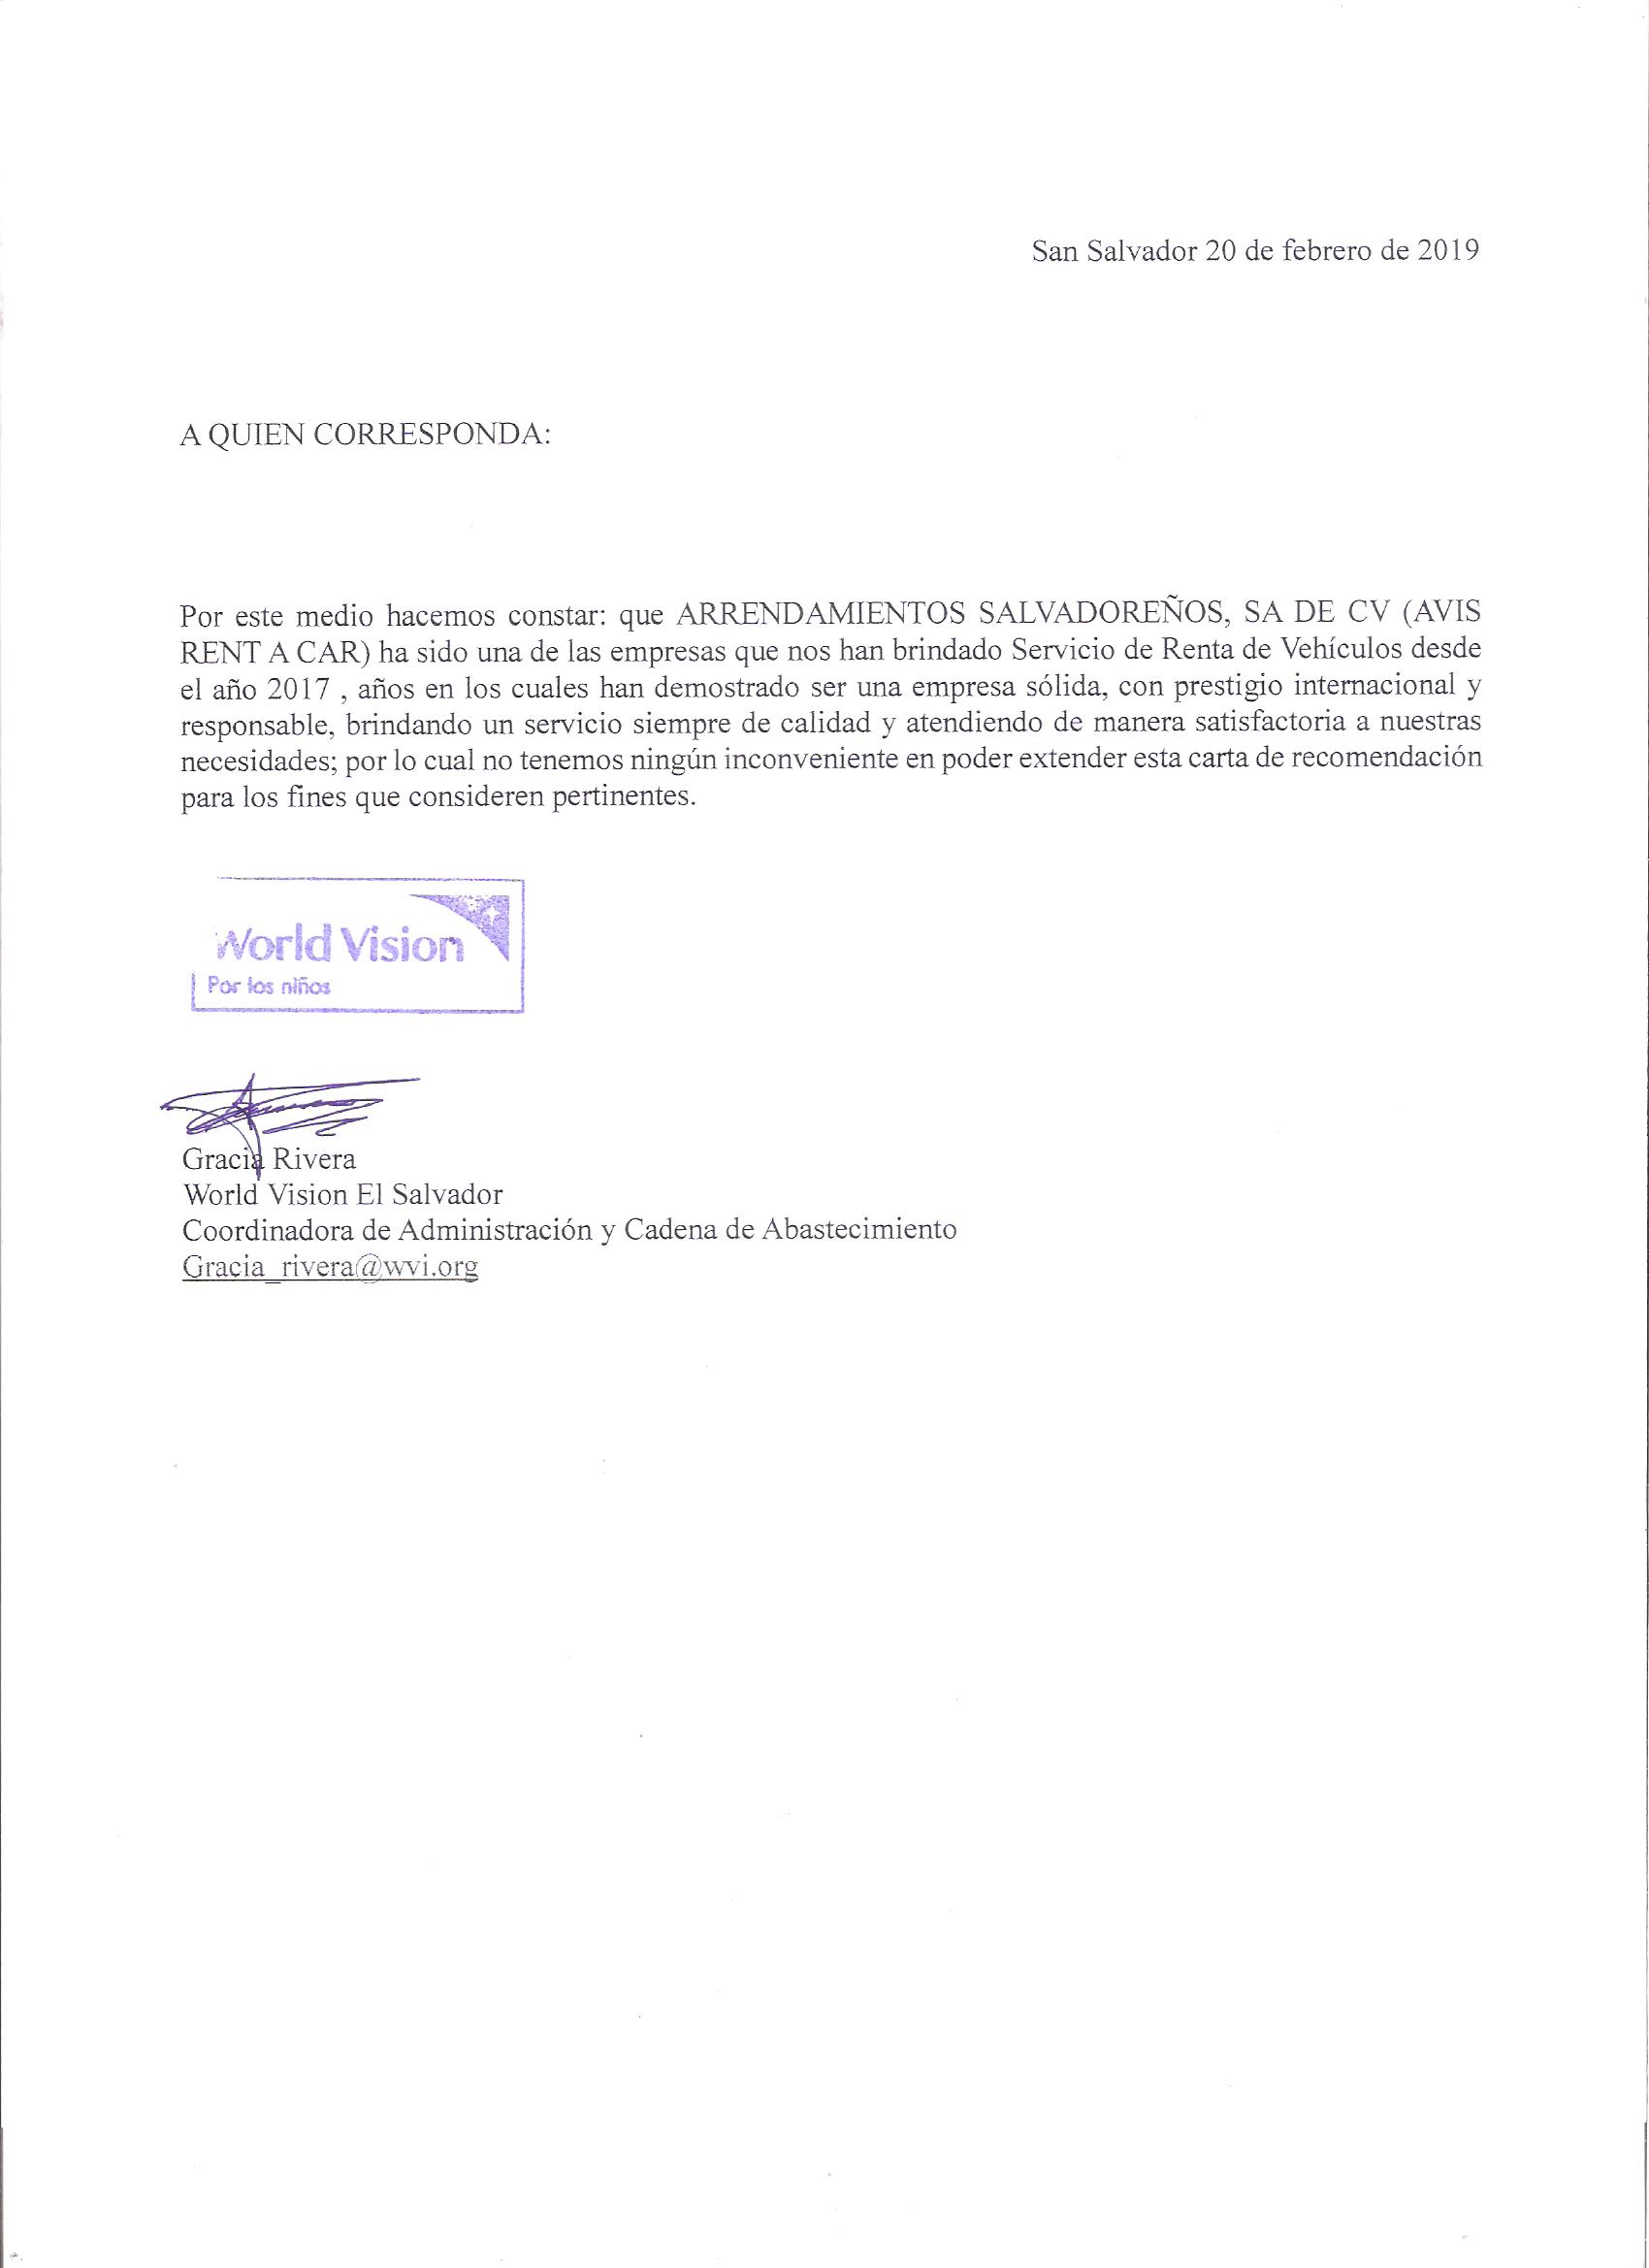 San Salvador 20 de febrero de 2019
A QUIEN CORRESPONDA:
Por este medio hacemos constar: que ARRENDAMIENTOS SALVADOREÑOS, SA DE CV (AVIS
RENT A CAR) ha sido una de las empresas que nos han brindado Servicio de Renta de Vehículos desde
el año 2017 , años en los cuales han demostrado ser una empresa sólida, con prestigio internacional y
responsable, brindando un servicio siempre de calidad y atendiendo de manera satisfactoria a nuestras
necesidades; por lo cual no tenemos ningún inconveniente en poder extender esta carta de recomendación
para los fines que consideren pertinentes.
World Vision
Por los niños
Gracia Rivera
World Vision El Salvador
Coordinadora de Administración y Cadena de Abastecimiento
Gracia_rivera@wvi.org